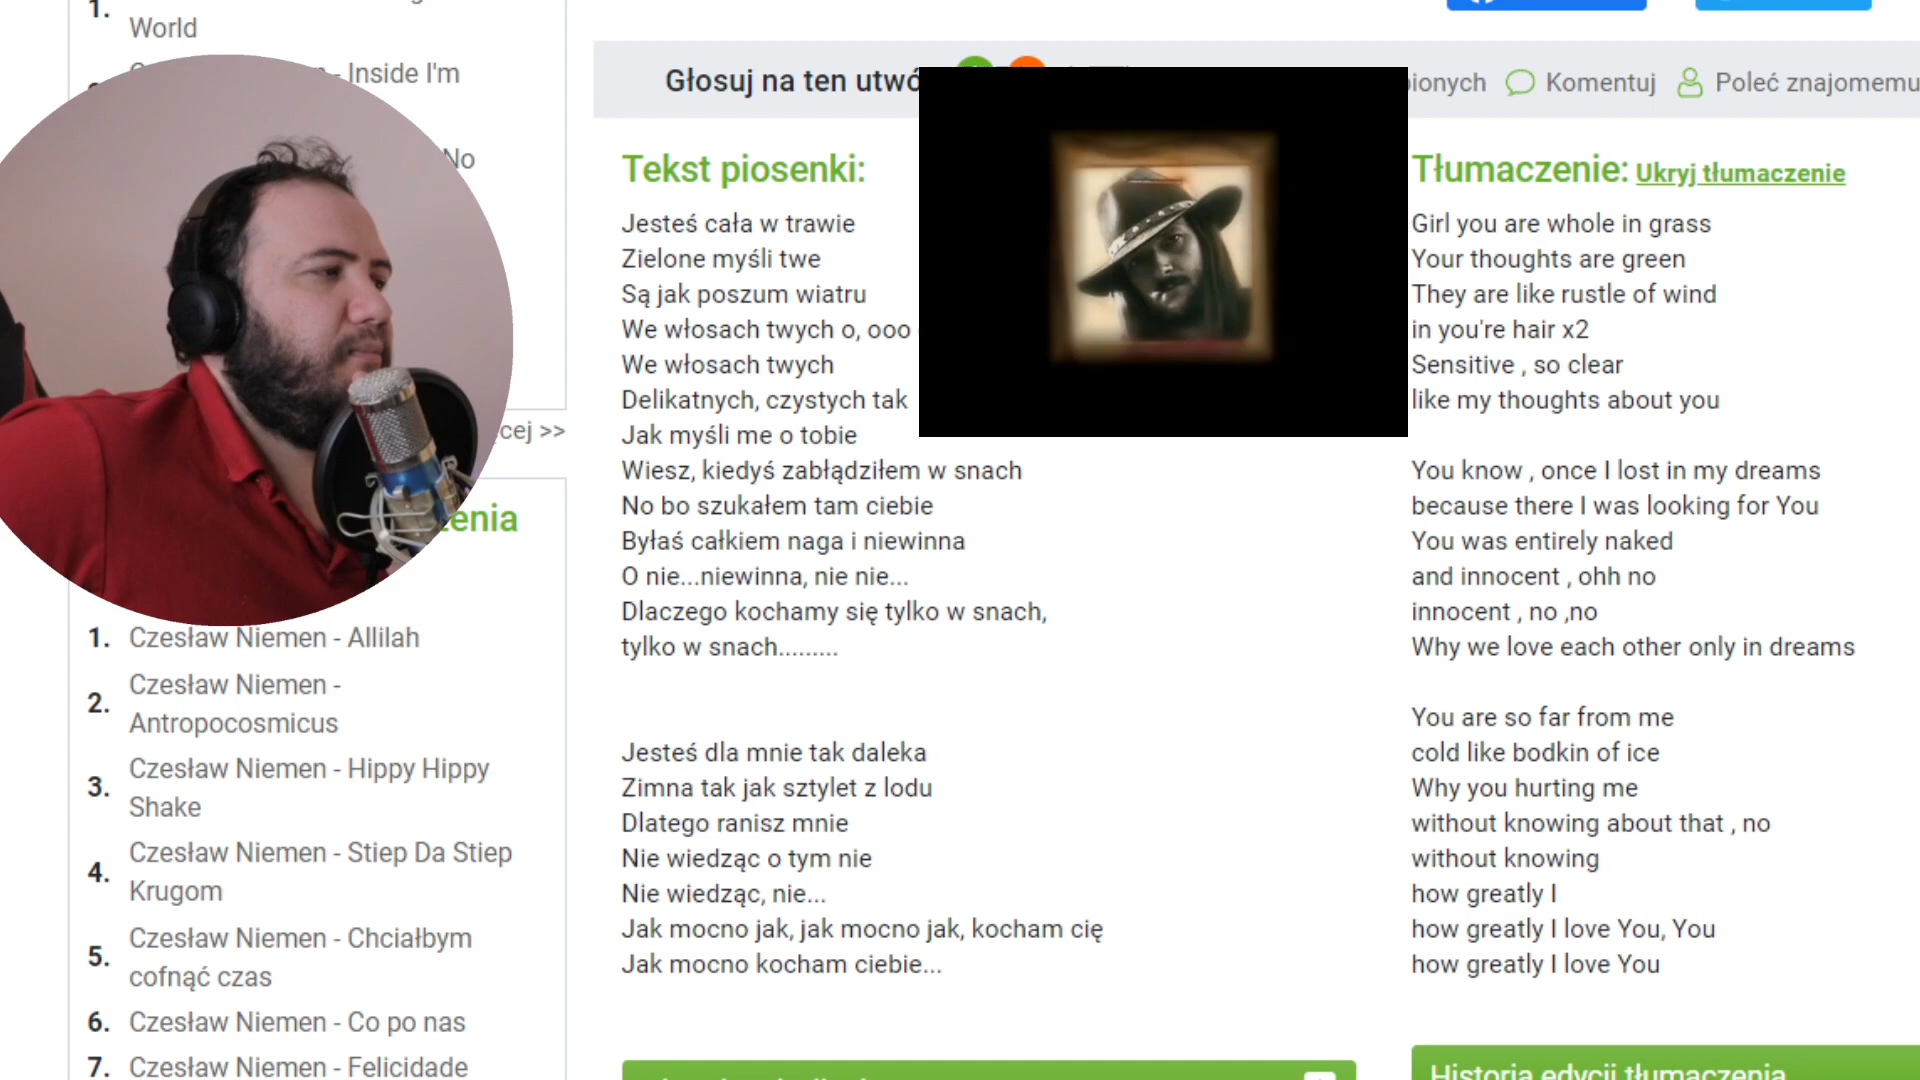 1.
World
- Inside I'm
No
cej >>
zenia
1. Czesław Niemen - Allilah
2. Czesław Niemen -
Antropocosmicus
3. Czesław Niemen - Hippy Hippy
Shake
4. Czesław Niemen - Stiep Da Stiep
Krugom
5. Czesław Niemen - Chciałbym
cofnąć czas
6. Czesław Niemen - Co po nas
7. Czesław Niemen - Felicidade
Głosuj na ten utwó
bionych Komentuj Poleć znajomemu
Tekst piosenki:
Jesteś cała w trawie
Zielone myśli twe
Są jak poszum wiatru
We włosach twych o, ooo
We włosach twych
Delikatnych, czystych tak
Jak myśli me o tobie
Wiesz, kiedyś zabłądziłem w snach
No bo szukałem tam ciebie
Byłaś całkiem naga i niewinna
O nie...niewinna, nie nie...
Dlaczego kochamy się tylko w snach,
tylko w snach.........
Jesteś dla mnie tak daleka
Zimna tak jak sztylet z lodu
Dlatego ranisz mnie
Nie wiedząc o tym nie
Nie wiedząc, nie...
Jak mocno jak, jak mocno jak, kocham cię
Jak mocno kocham ciebie...
Tłumaczenie: Ukryj tłumaczenie
Girl you are whole in grass
Your thoughts are green
They are like rustle of wind
in you're hair x2
Sensitive , so clear
like my thoughts about you
You know , once I lost in my dreams
because there I was looking for You
You was entirely naked
and innocent , ohh no
innocent , no ,no
Why we love each other only in dreams
You are so far from me
cold like bodkin of ice
Why you hurting me
without knowing about that , no
without knowing
how greatly I
how greatly I love You, You
how greatly I love You
Historia edycji tłumaczenia